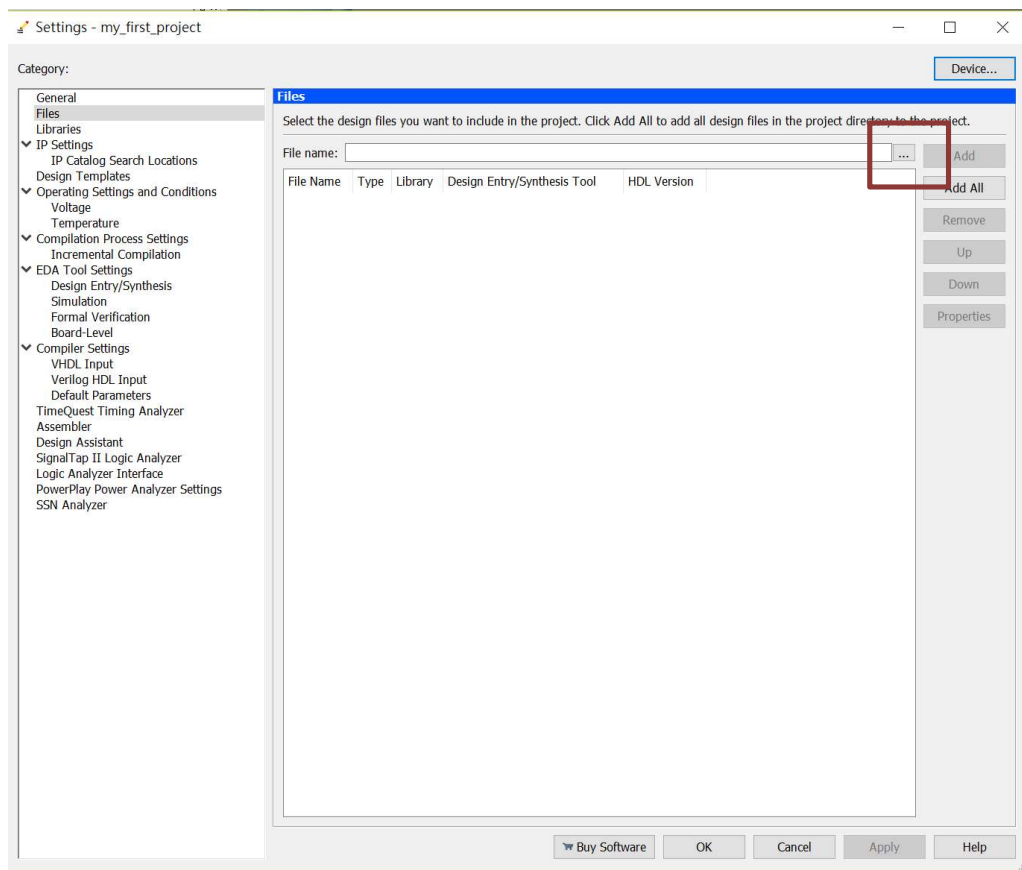 Settings - my_first_project
Category:
Device...
General
Files
Libraries
IP Settings
IP Catalog Search Locations
Design Templates
Operating Settings and Conditions
Voltage
Temperature
Compilation Process Settings
Incremental Compilation
EDA Tool Settings
Design Entry/Synthesis
Simulation
Formal Verification
Board-Level
Compiler Settings
VHDL Input
Verilog HDL Input
Default Parameters
TimeQuest Timing Analyzer
Assembler
Design Assistant
SignalTap II Logic Analyzer
Logic Analyzer Interface
PowerPlay Power Analyzer Settings
SSN Analyzer
Files
Select the design files you want to include in the project. Click Add All to add all design files in the project directory to the project.
File name:
...
Add
File Name Type Library Design Entry/Synthesis Tool HDL Version
Add All
Remove
Up
Down
Properties
Buy Software
OK
Cancel
Apply
Help